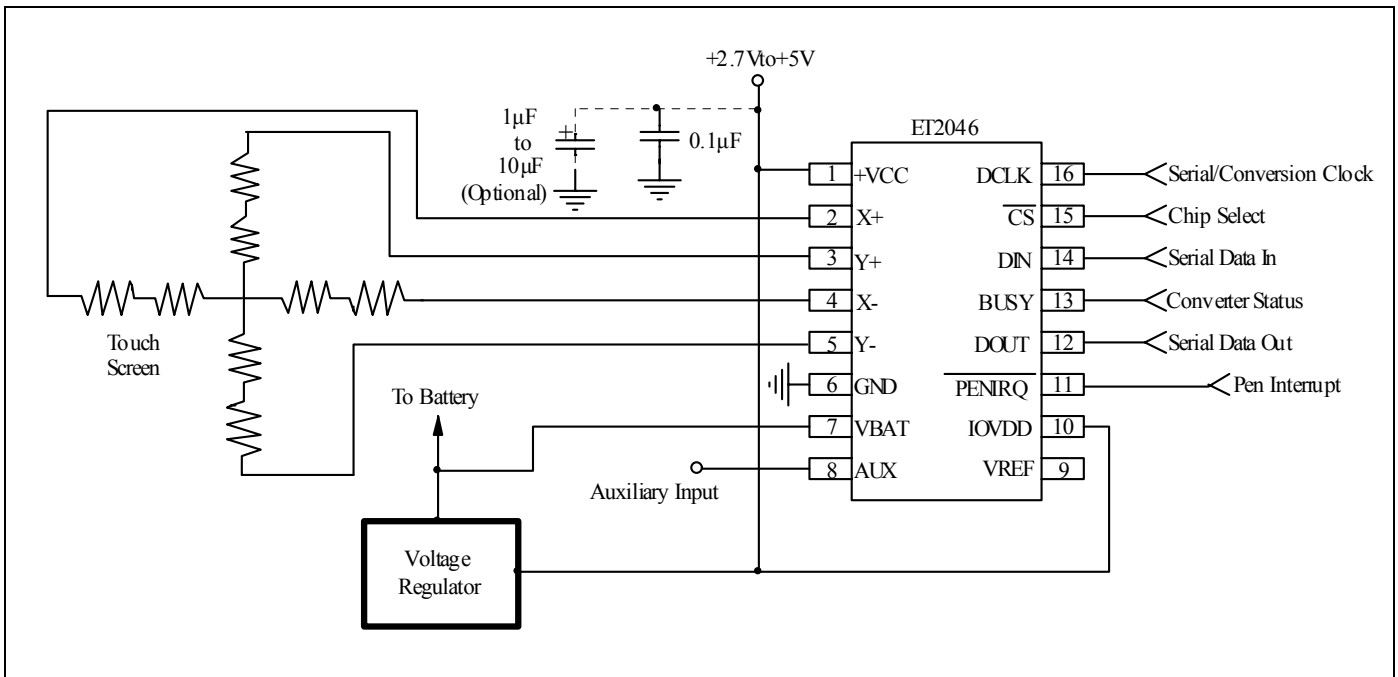 +2.7Vto+5V
1μF
to
10μF
(Optional)
0.1μF
ET2046
1 +VCC DCLK 16 Serial/Conversion Clock
2 X+ CS 15 Chip Select
3 Y+ DIN 14 Serial Data In
4 X- BUSY 13 Converter Status
5 Y- DOUT 12 Serial Data Out
6 GND PENIRQ 11 Pen Interrupt
7 VBAT IOVDD 10
8 AUX VREF 9
Touch
Screen
To Battery
Auxiliary Input
Voltage
Regulator